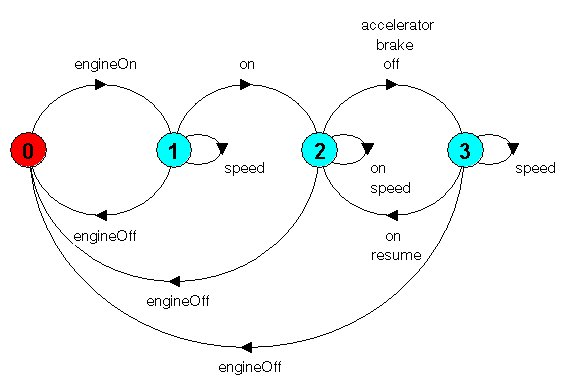 accelerator
brake
off
engineOn
on
0
1
2
3
speed
on
speed
speed
engineOff
on
resume
engineOff
engineOff